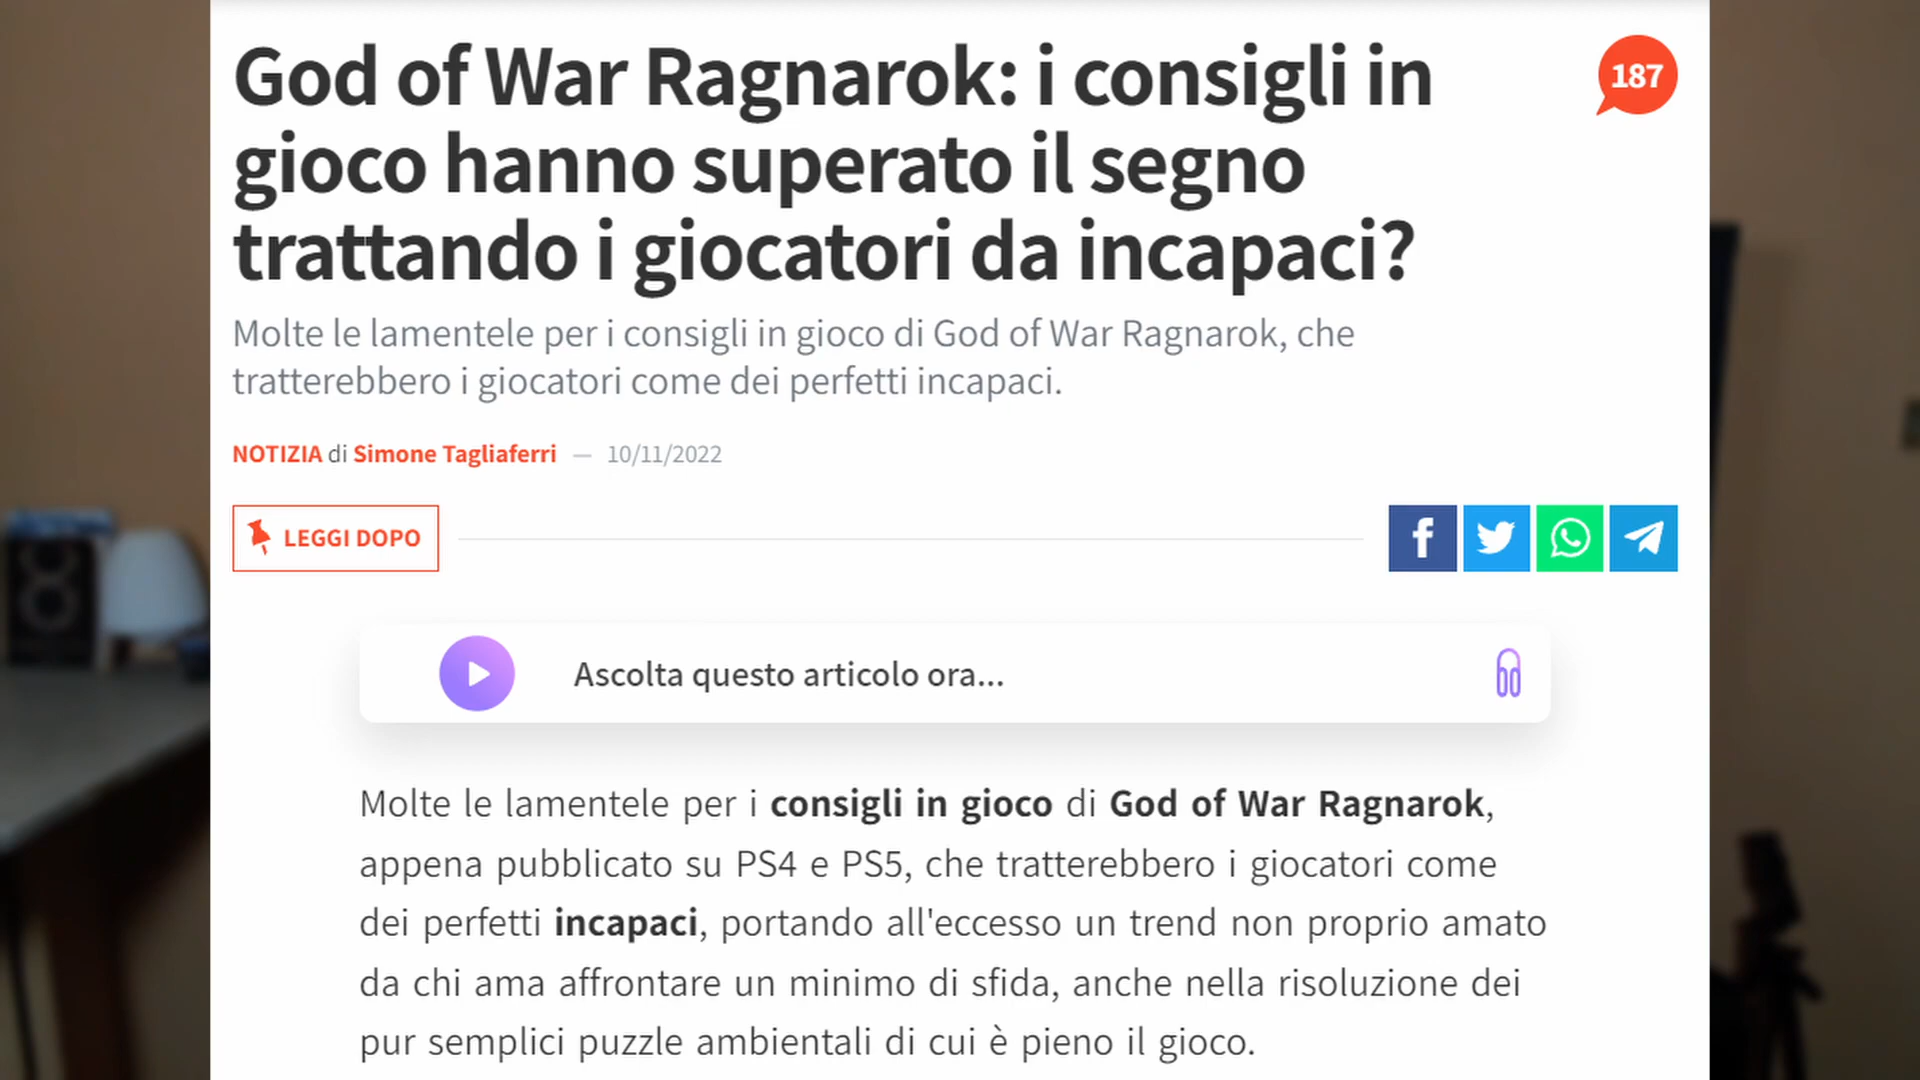 God of War Ragnarok: i consigli in
gioco hanno superato il segno
trattando i giocatori da incapaci?
187
Molte le lamentele per i consigli in gioco di God of War Ragnarok, che
tratterebbero i giocatori come dei perfetti incapaci.
NOTIZIA di Simone Tagliaferri — 10/11/2022
LEGGI DOPO
Ascolta questo articolo ora...
Molte le lamentele per i consigli in gioco di God of War Ragnarok,
appena pubblicato su PS4 e PS5, che tratterebbero i giocatori come
dei perfetti incapaci, portando all'eccesso un trend non proprio amato
da chi ama affrontare un minimo di sfida, anche nella risoluzione dei
pur semplici puzzle ambientali di cui è pieno il gioco.